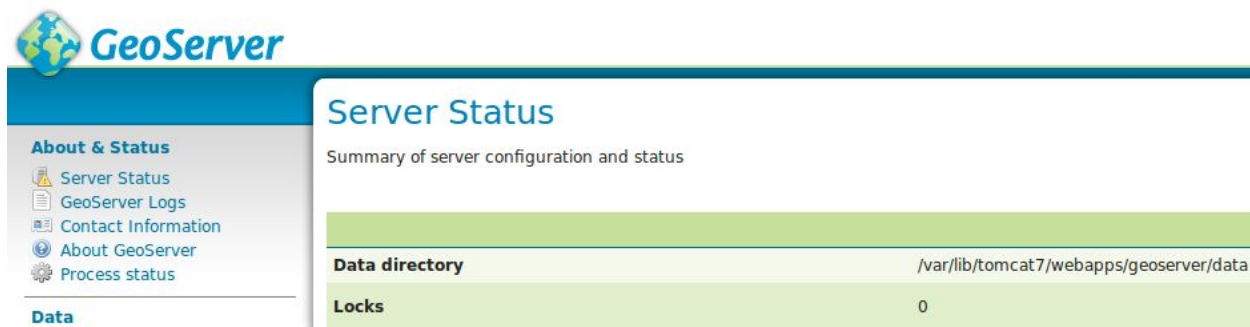 GeoServer
Server Status
Summary of server configuration and status
About & Status
Server Status
GeoServer Logs
Contact Information
About GeoServer
Process status
Data
Data directory /var/lib/tomcat7/webapps/geoserver/data
Locks 0